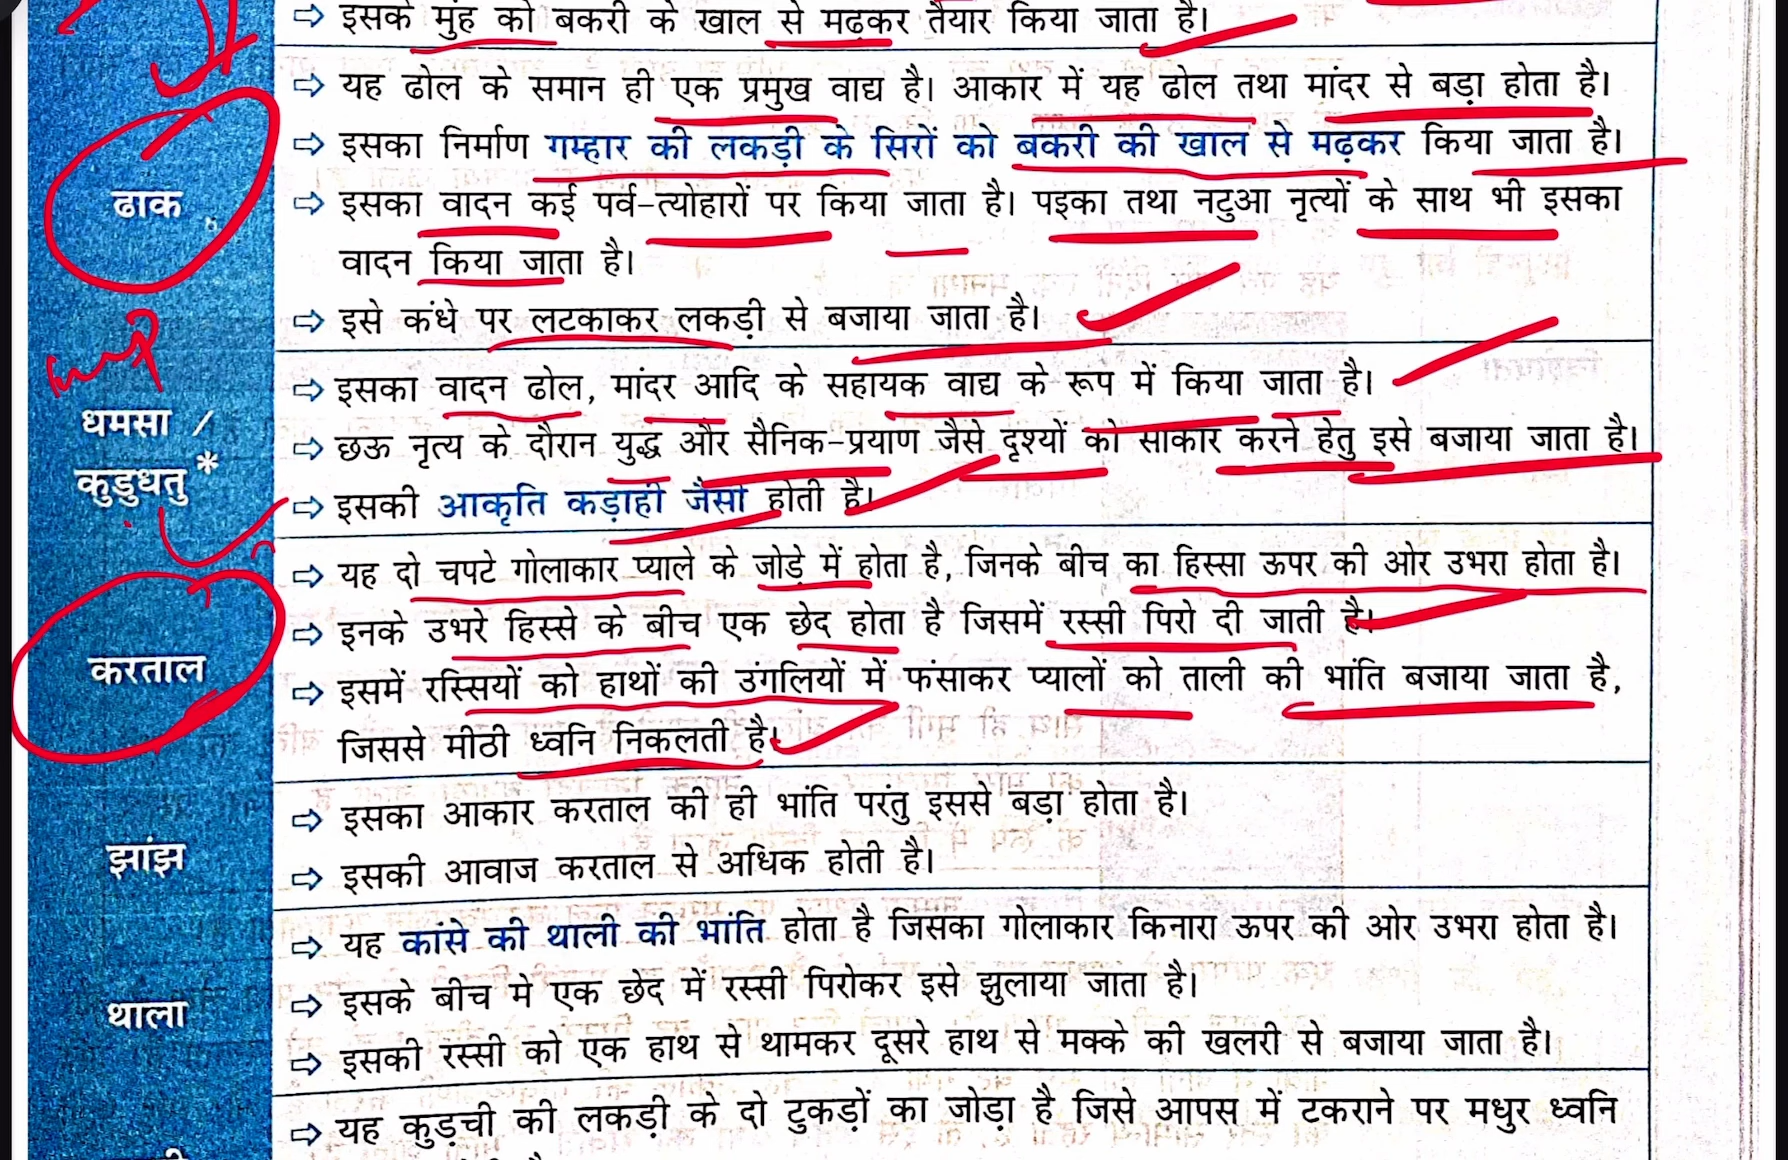 ⇨ इसके मुंह को बकरी के खाल से मढ़कर तैयार किया जाता है।
ढाक
⇨ यह ढोल के समान ही एक प्रमुख वाद्य है। आकार में यह ढोल तथा मांदर से बड़ा होता है।
⇨ इसका निर्माण गम्हार की लकड़ी के सिरों को बकरी की खाल से मढ़कर किया जाता है।
⇨ इसका वादन कई पर्व-त्योहारों पर किया जाता है। पइका तथा नटुआ नृत्यों के साथ भी इसका
वादन किया जाता है।
⇨ इसे कंधे पर लटकाकर लकड़ी से बजाया जाता है।
धमसा /
कुडुधतु *
⇨ इसका वादन ढोल, मांदर आदि के सहायक वाद्य के रूप में किया जाता है।
⇨ छऊ नृत्य के दौरान युद्ध और सैनिक-प्रयाण जैसे दृश्यों को साकार करने हेतु इसे बजाया जाता है।
⇨ इसकी आकृति कड़ाही जैसी होती है।
करताल
⇨ यह दो चपटे गोलाकार प्याले के जोड़े में होता है, जिनके बीच का हिस्सा ऊपर की ओर उभरा होता है।
⇨ इनके उभरे हिस्से के बीच एक छेद होता है जिसमें रस्सी पिरो दी जाती है।
⇨ इसमें रस्सियों को हाथों की उंगलियों में फंसाकर प्यालों को ताली की भांति बजाया जाता है,
जिससे मीठी ध्वनि निकलती है।
झांझ
⇨ इसका आकार करताल की ही भांति परंतु इससे बड़ा होता है।
⇨ इसकी आवाज करताल से अधिक होती है।
थाला
⇨ यह कांसे की थाली की भांति होता है जिसका गोलाकार किनारा ऊपर की ओर उभरा होता है।
⇨ इसके बीच मे एक छेद में रस्सी पिरोकर इसे झुलाया जाता है।
⇨ इसकी रस्सी को एक हाथ से थामकर दूसरे हाथ से मक्के की खलरी से बजाया जाता है।
⇨ यह कुड़ची की लकड़ी के दो टुकड़ों का जोड़ा है जिसे आपस में टकराने पर मधुर ध्वनि